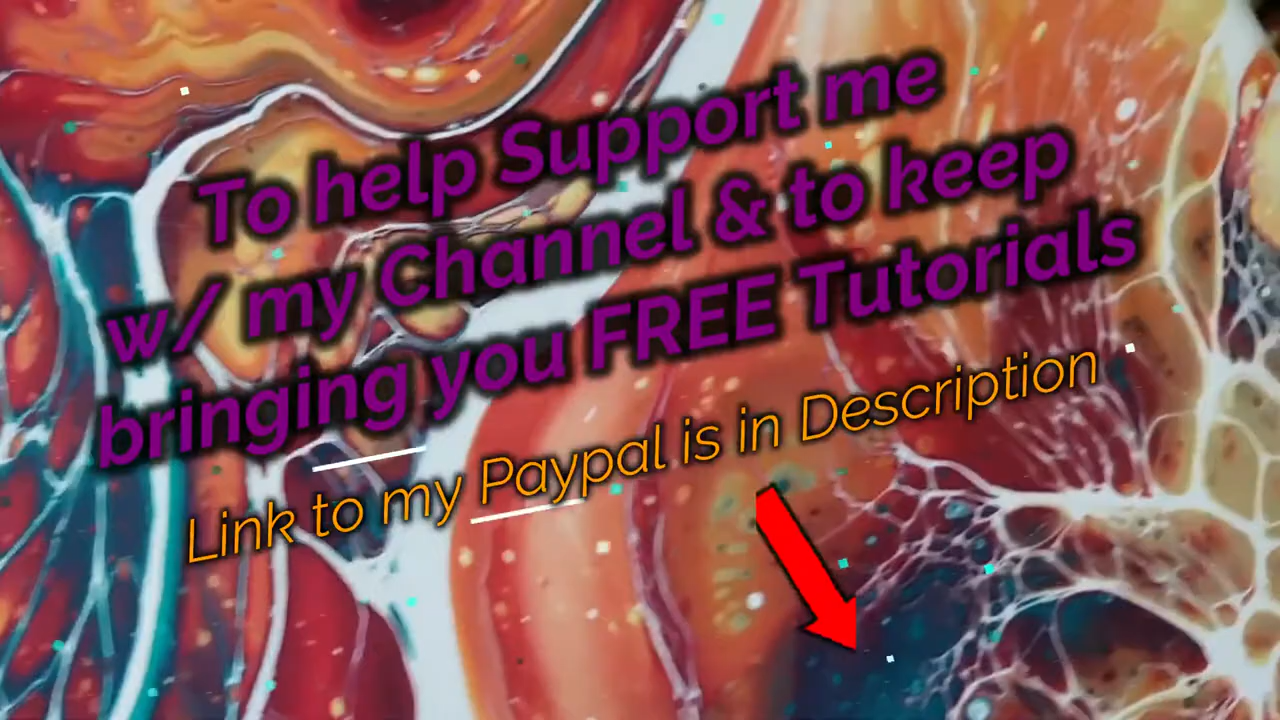 To help Support me
w/ my Channel & to keep
bringing you FREE Tutorials
Link to my Paypal is in Description